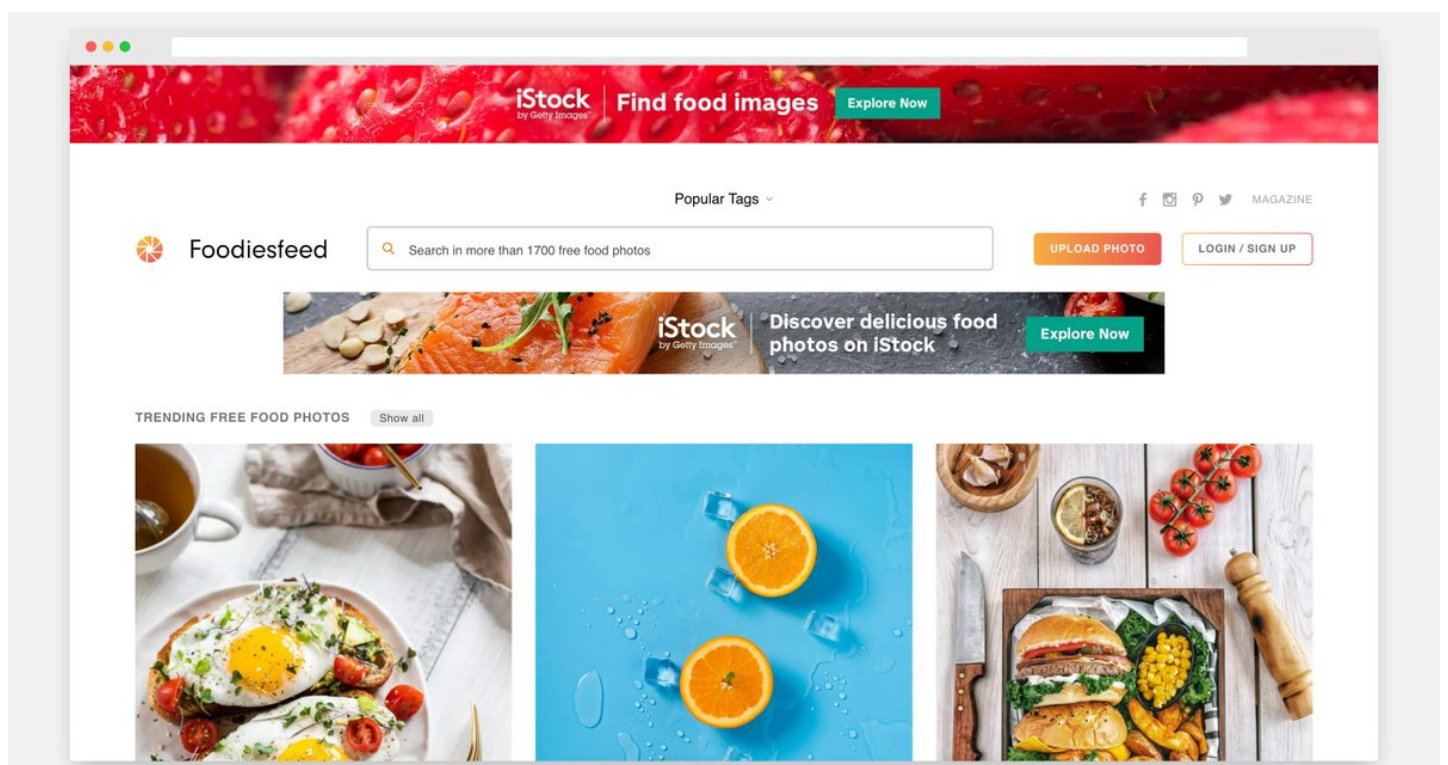 iStock
by Getty Images™
Find food images
Explore Now
Popular Tags
MAGAZINE
Foodiesfeed
Search in more than 1700 free food photos
UPLOAD PHOTO
LOGIN / SIGN UP
iStock
by Getty Images™
Discover delicious food
photos on iStock
Explore Now
TRENDING FREE FOOD PHOTOS
Show all